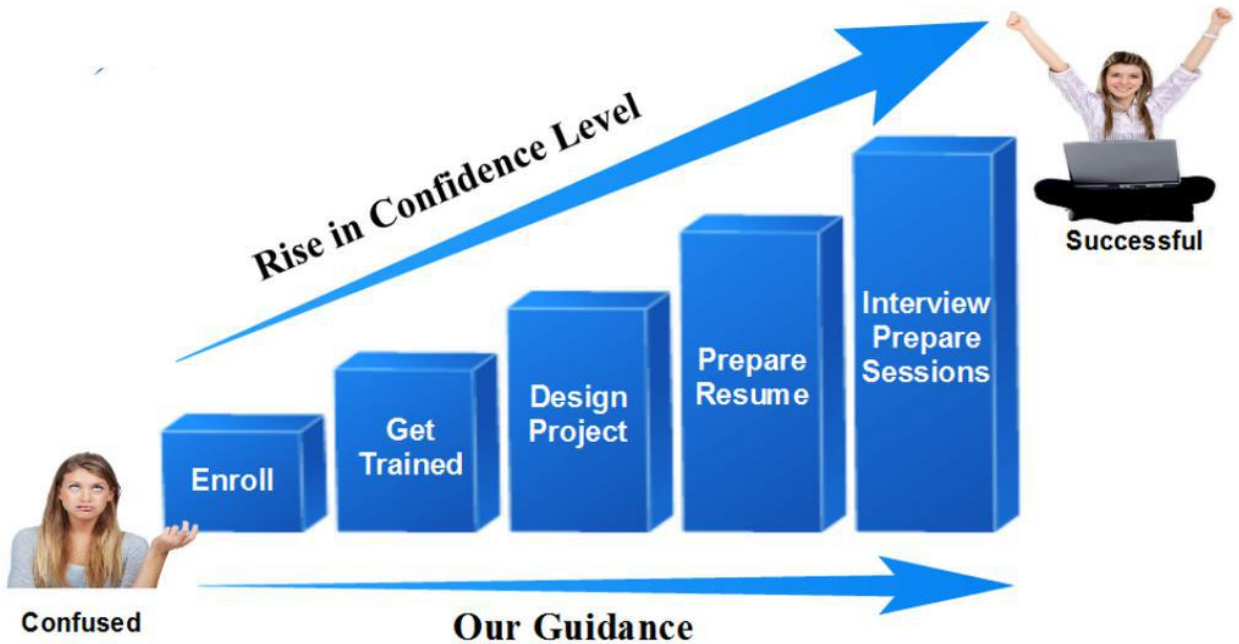 Rise in Confidence Level
Successful
Interview
Prepare
Sessions
Prepare
Resume
Design
Project
Get
Trained
Enroll
Confused
Our Guidance